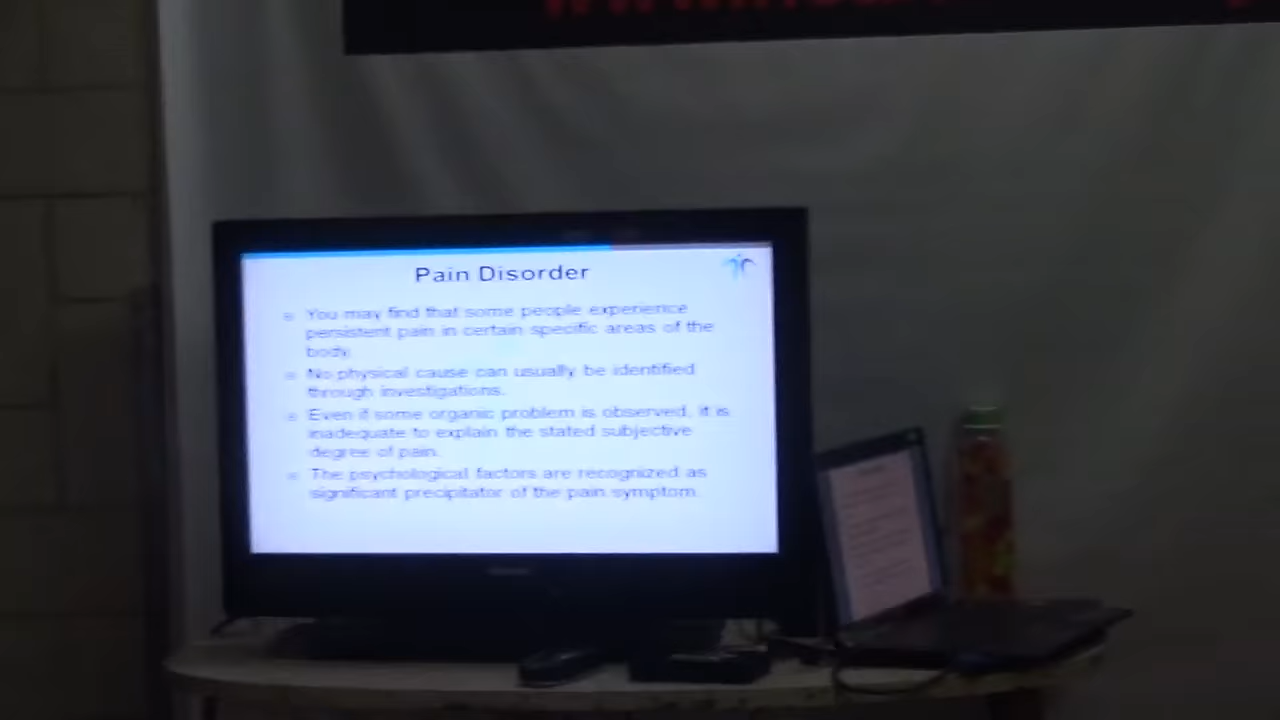 Pain Disorder
You may find that some people experience
persistent pain in certain specific areas of the
body.
No physical cause can usually be identified
through investigations.
Even if some organic problem is observed, it is
inadequate to explain the stated subjective
degree of pain.
The psychological factors are recognized as
significant precipitator of the pain symptom.